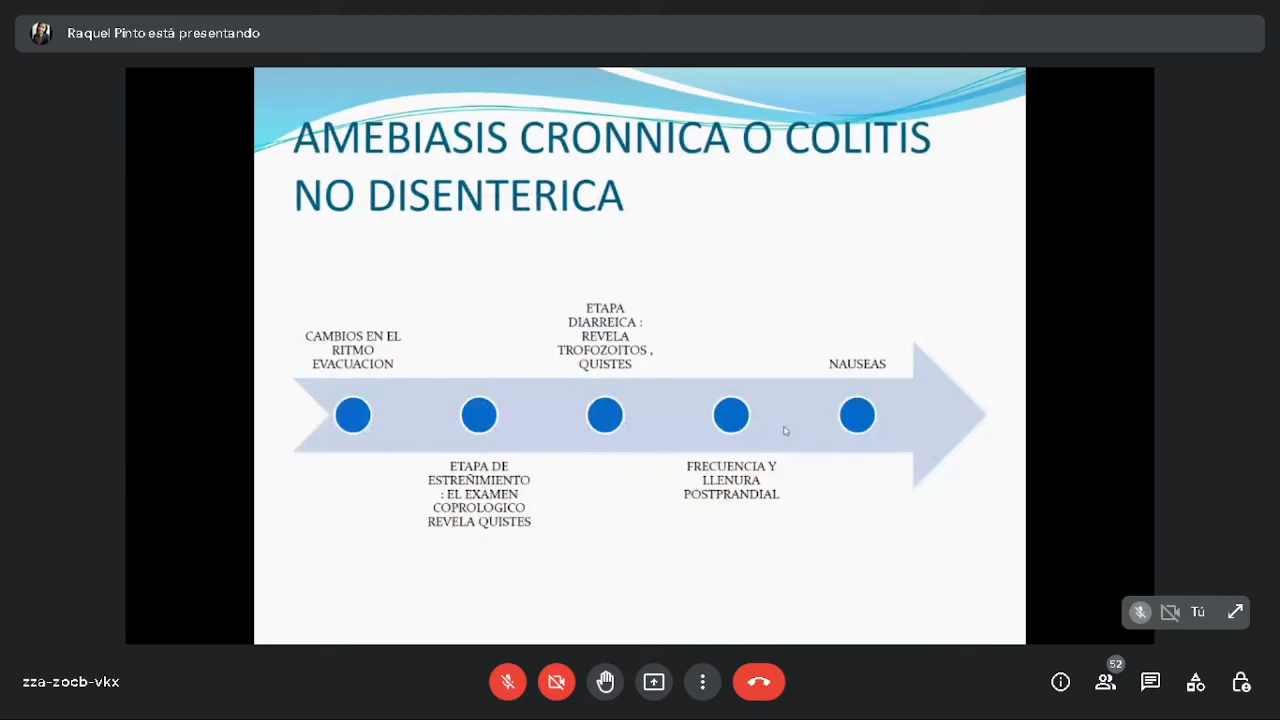 Raquel Pinto está presentando
AMEBIASIS CRONNICA O COLITIS
NO DISENTERICA
CAMBIOS EN EL
RITMO
EVACUACION
ETAPA DE
ESTREÑIMIENTO
: EL EXAMEN
COPROLOGICO
REVELA QUISTES
ETAPA
DIARREICA :
REVELA
TROFOZOITOS .
QUISTES
FRECUENCIA Y
LLENURA
POSTPRANDIAL
NAUSEAS
Tú
zza-zocb-vkx
52